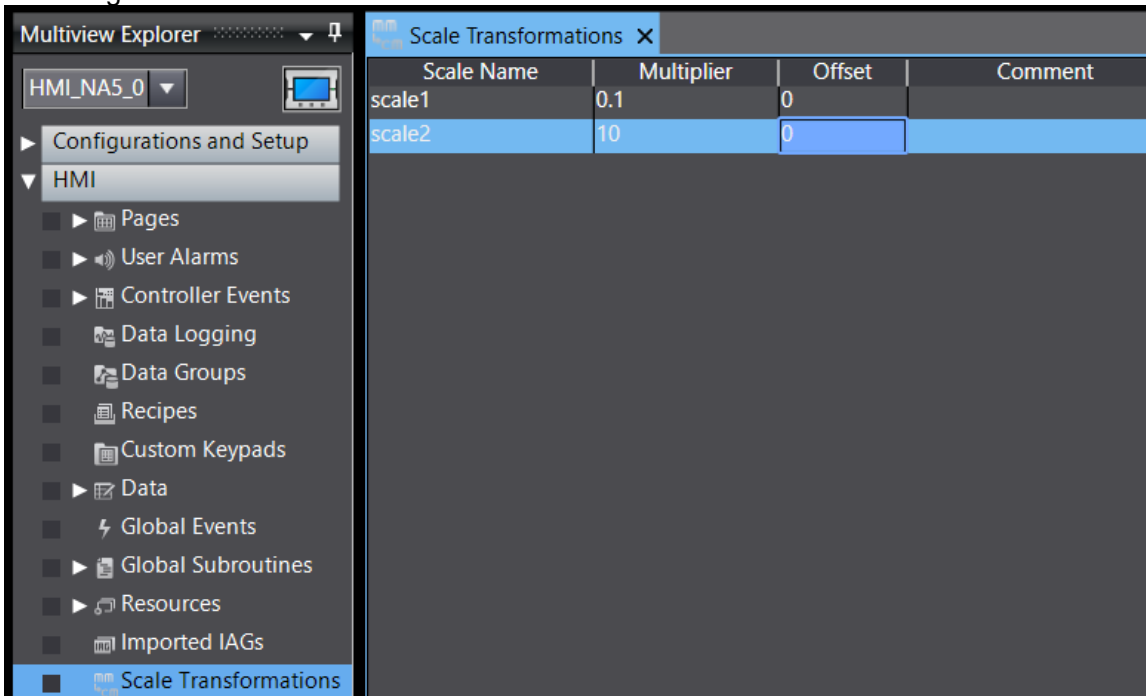 Multiview Explorer
HMI_NA5_0
Configurations and Setup
HMI
Pages
User Alarms
Controller Events
Data Logging
Data Groups
Recipes
Custom Keypads
Data
Global Events
Global Subroutines
Resources
Imported IAGs
Scale Transformations
Scale Transformations
Scale Name Multiplier Offset Comment
scale1 0.1 0
scale2 10 0